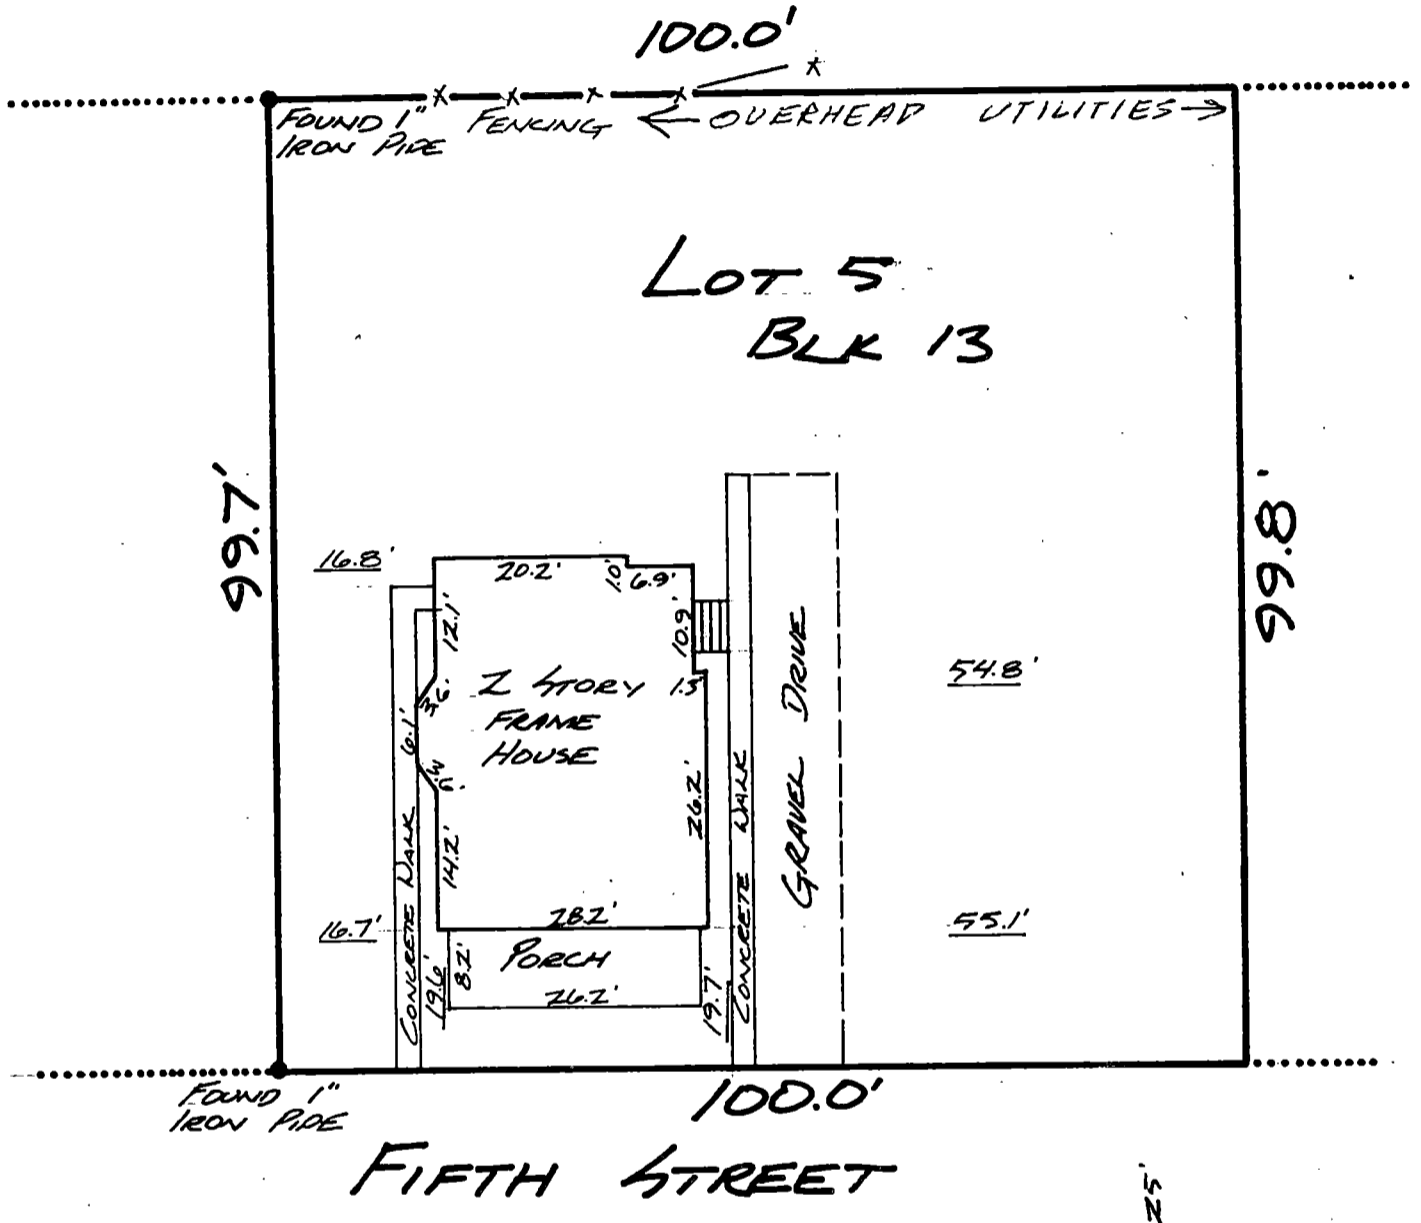 100.0'
*
FOUND 1" IRON PIPE
FENCING
← OVERHEAD UTILITIES →
LOT 5
BLK 13
99.7'
99.8'
16.8'
20.2'
1.0'
6.9'
12.1'
10.9'
54.8'
3.6'
2 STORY
FRAME
HOUSE
1.3'
6.1'
GRAVEL DRIVE
26.2'
CONCRETE WALK
14.2'
CONCRETE WALK
28.2'
16.7'
55.1'
PORCH
19.6'
8.2'
26.2'
19.7'
FOUND 1"
IRON PIPE
100.0'
FIFTH STREET
25'